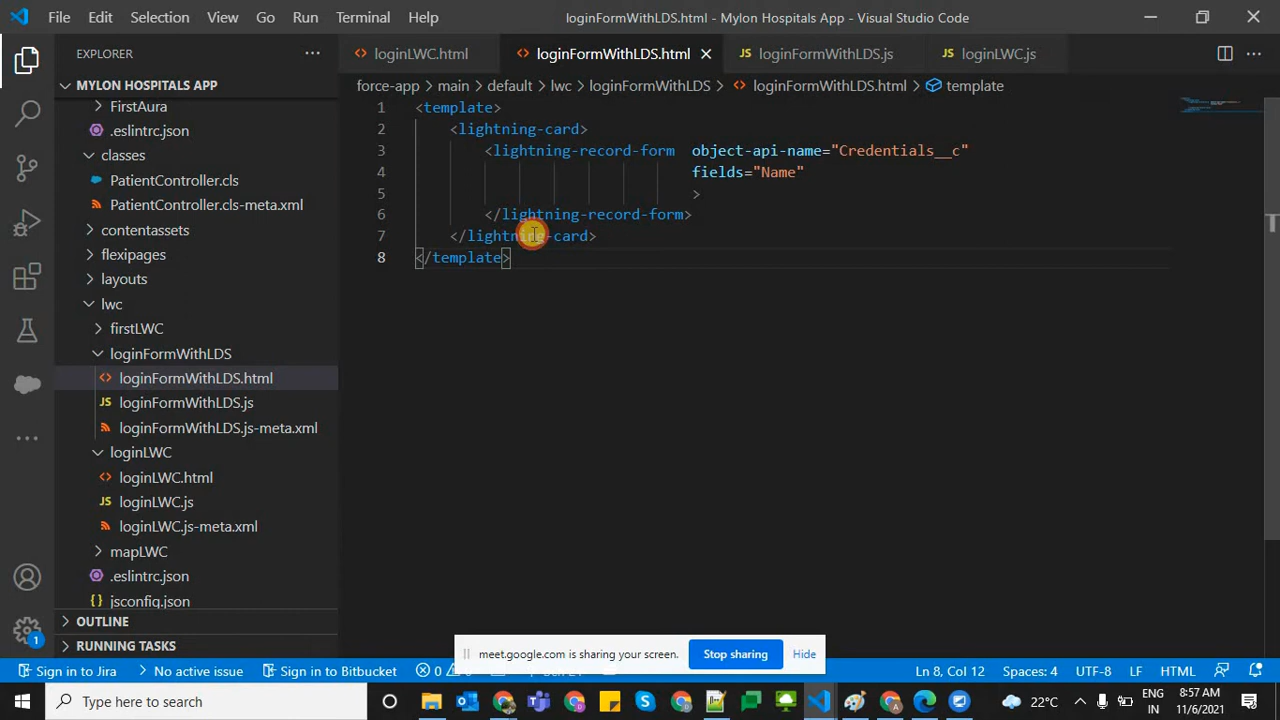 File Edit Selection View Go Run Terminal Help loginFormWithLDS.html - Mylon Hospitals App - Visual Studio Code
EXPLORER
loginLWC.html loginFormWithLDS.html loginFormWithLDS.js loginLWC.js
MYLON HOSPITALS APP
force-app > main > default > lwc > loginFormWithLDS > loginFormWithLDS.html > template
FirstAura
.eslintrc.json
classes
PatientController.cls
PatientController.cls-meta.xml
contentassets
flexipages
layouts
lwc
firstLWC
loginFormWithLDS
loginFormWithLDS.html
loginFormWithLDS.js
loginFormWithLDS.js-meta.xml
loginLWC
loginLWC.html
loginLWC.js
loginLWC.js-meta.xml
mapLWC
.eslintrc.json
jsconfig.json
OUTLINE
RUNNING TASKS
1 <template>
2 <lightning-card>
3 <lightning-record-form object-api-name="Credentials__c"
4 fields="Name"
5 >
6 </lightning-record-form>
7 </lightning-card>
8 </template>
meet.google.com is sharing your screen. Stop sharing Hide
1
Sign in to Jira No active issue Sign in to Bitbucket 0 Ln 8, Col 12 Spaces: 4 UTF-8 LF HTML
Type here to search
22°C
ENG
IN
8:57 AM
11/6/2021